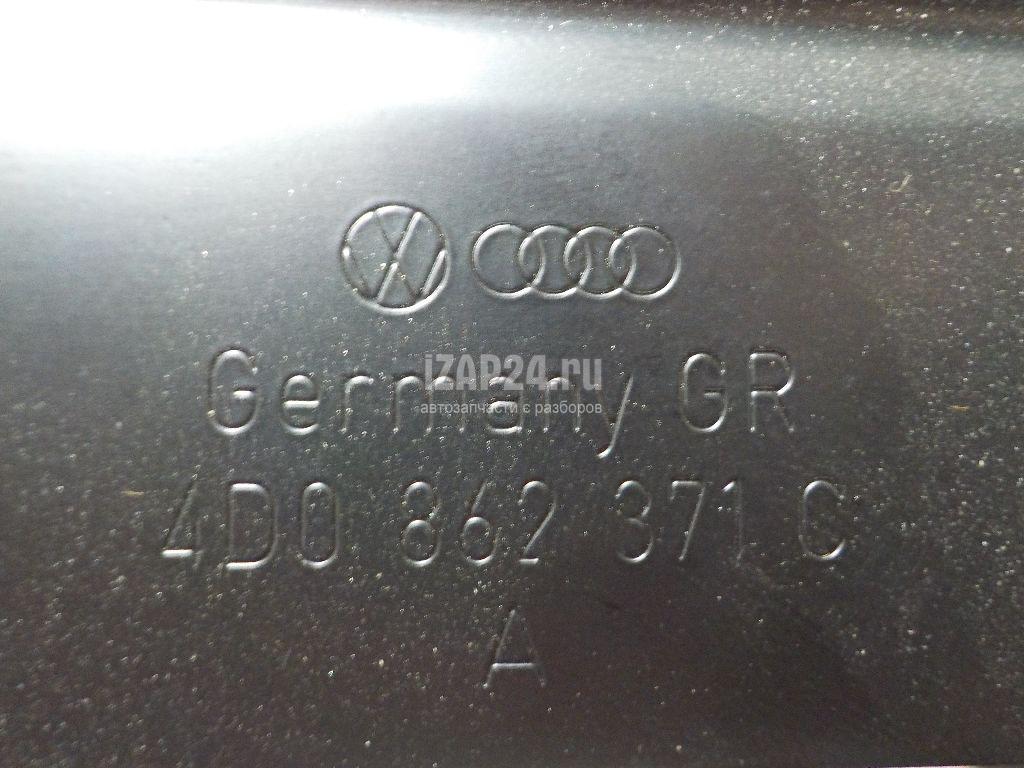 Germany GR
iZAP24.ru
автозапчасти с разборов
4D0 862 371 C
A